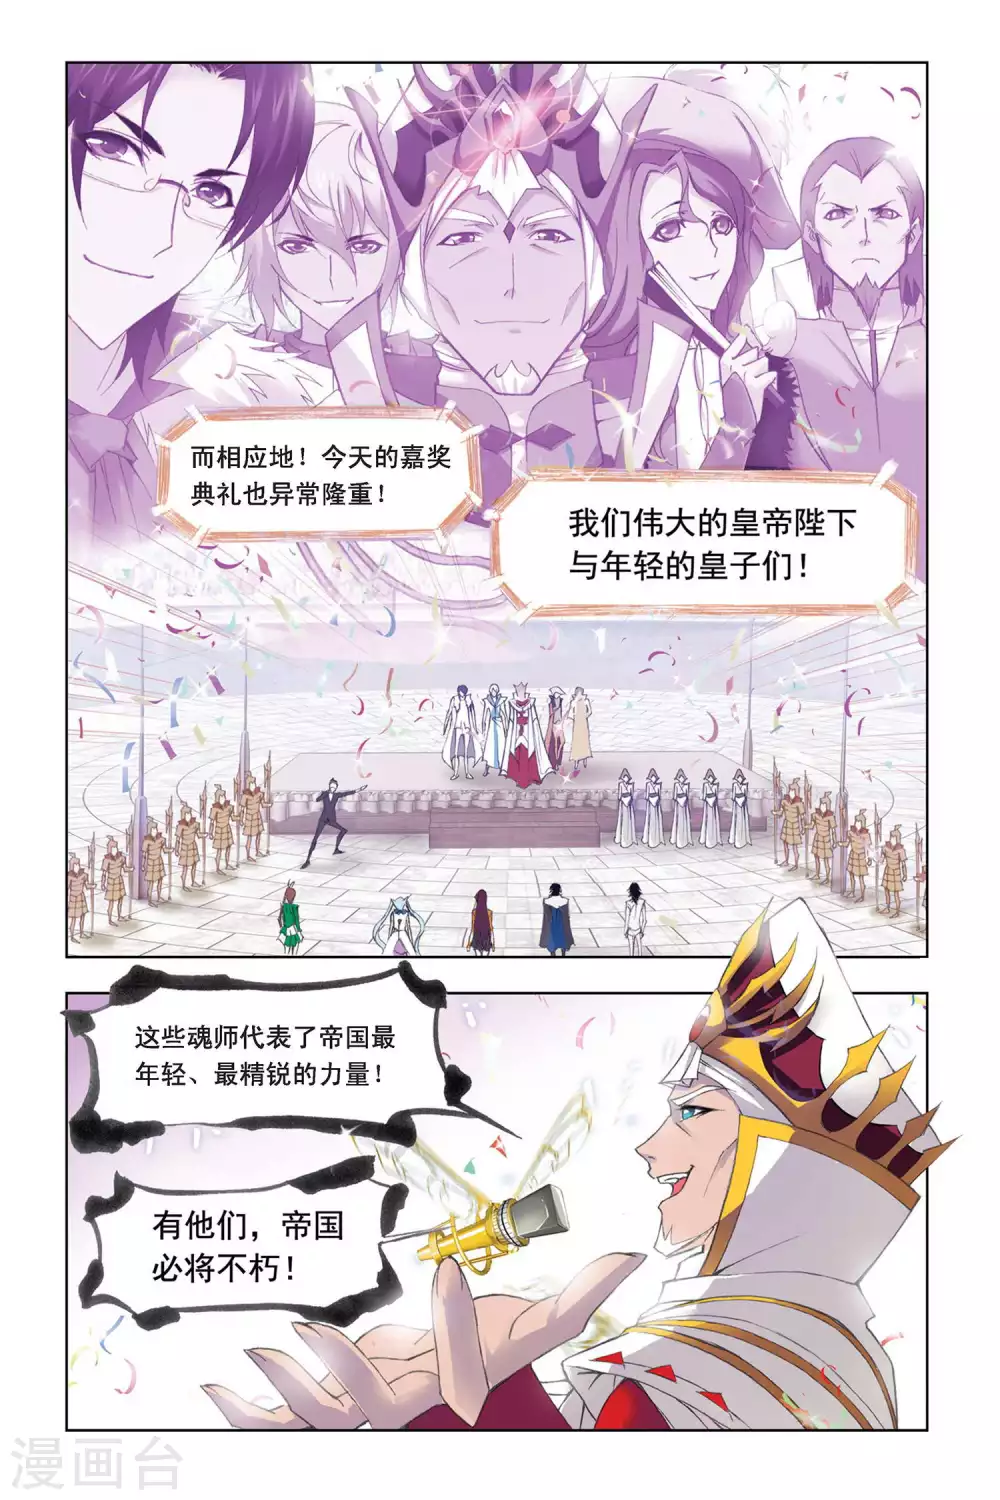 而相应地！今天的嘉奖
典礼也异常隆重！
我们伟大的皇帝陛下
与年轻的皇子们！
这些魂师代表了帝国最
年轻、最精锐的力量！
有他们，帝国
必将不朽！
漫画台